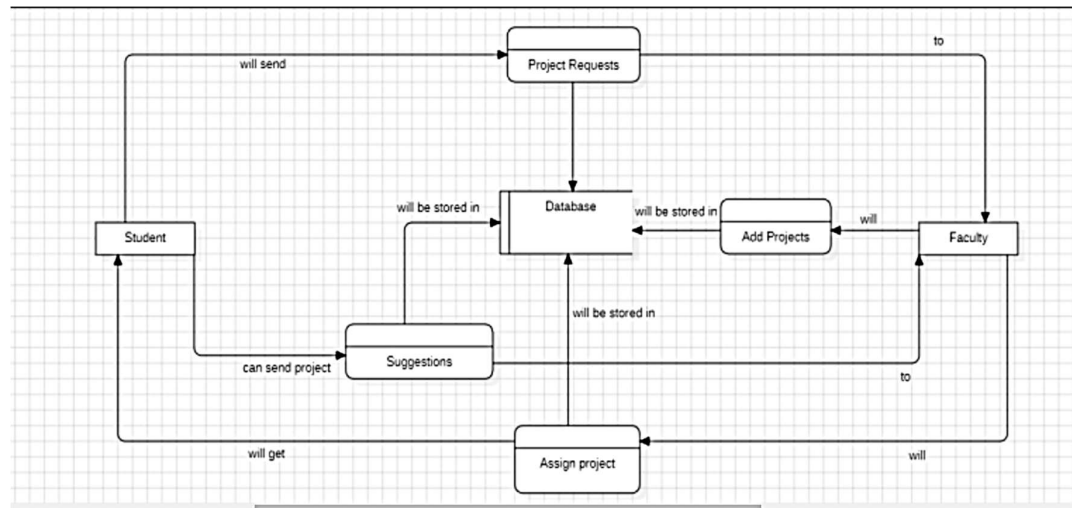 to
will send
Project Requests
will be stored in
Database
will be stored in
Student
Add Projects
will
Faculty
will be stored in
can send project
Suggestions
to
will get
Assign project
will